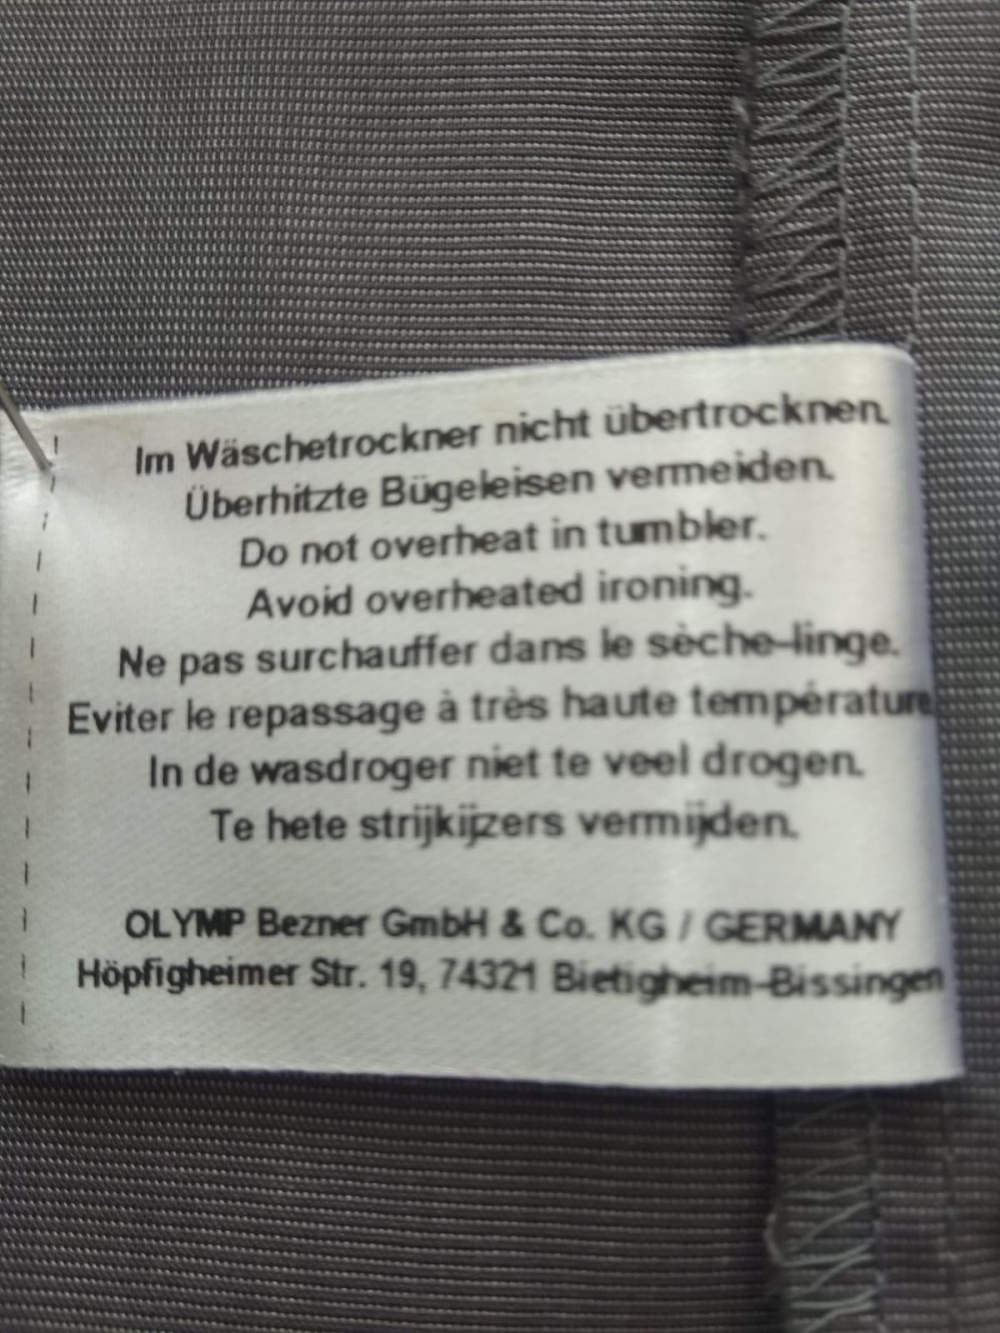 Im Wäschetrockner nicht übertrocknen.
Überhitzte Bügeleisen vermeiden.
Do not overheat in tumbler.
Avoid overheated ironing.
Ne pas surchauffer dans le sèche-linge.
Eviter le repassage à très haute température
In de wasdroger niet te veel drogen.
Te hete strijkijzers vermijden.
OLYMP Bezner GmbH & Co. KG / GERMANY
Höpfigheimer Str. 19, 74321 Bietigheim-Bissingen